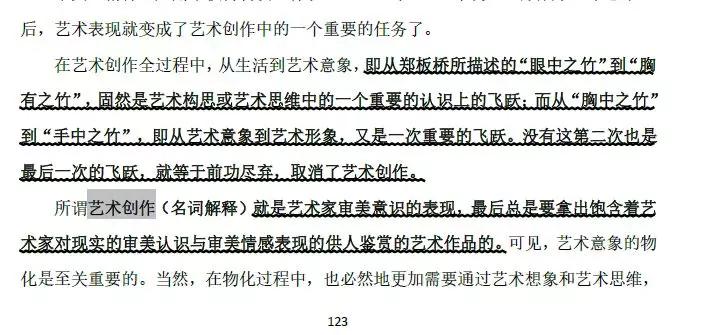 后，艺术表现就变成了艺术创作中的一个重要的任务了。
在艺术创作全过程中，从生活到艺术意象，即从郑板桥所描述的“眼中之竹”到“胸
有之竹”，固然是艺术构思或艺术思维中的一个重要的认识上的飞跃；而从“胸中之竹”
到“手中之竹”，即从艺术意象到艺术形象，又是一次重要的飞跃。没有这第二次也是
最后一次的飞跃，就等于前功尽弃，取消了艺术创作。
所谓艺术创作（名词解释）就是艺术家审美意识的表现，最后总是要拿出饱含着艺
术家对现实的审美认识与审美情感表现的供人鉴赏的艺术作品的。可见，艺术意象的物
化是至关重要的。当然，在物化过程中，也必然地更加需要通过艺术想象和艺术思维，
123